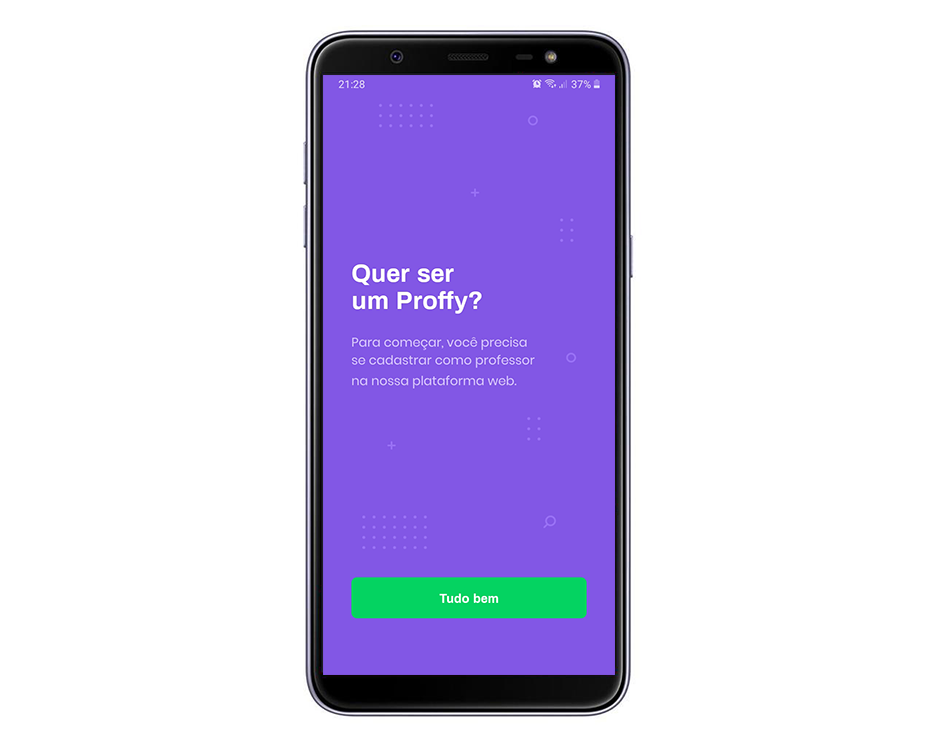 21:28 37%
Quer ser
um Proffy?
Para começar, você precisa
se cadastrar como professor
na nossa plataforma web.
Tudo bem